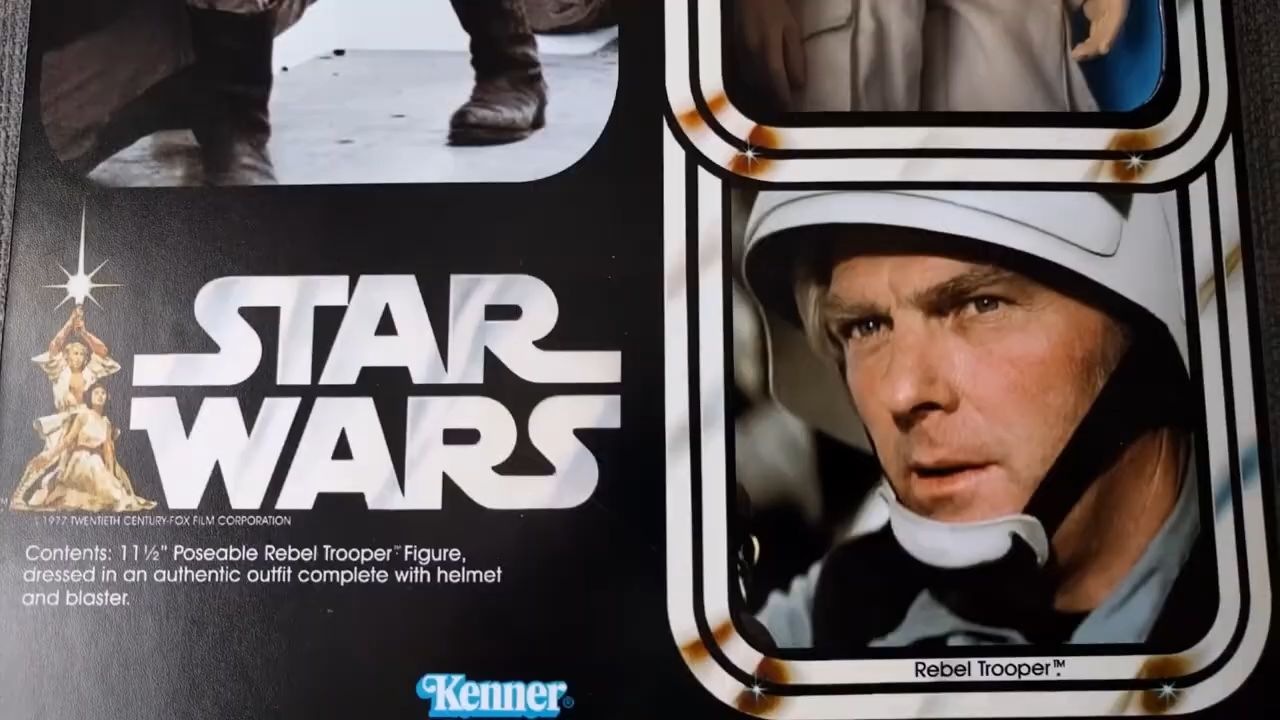 STAR
WARS
TM
© 1977 TWENTIETH CENTURY-FOX FILM CORPORATION
Contents: 11½" Poseable Rebel Trooper™ Figure,
dressed in an authentic outfit complete with helmet
and blaster.
Kenner®
Rebel Trooper™